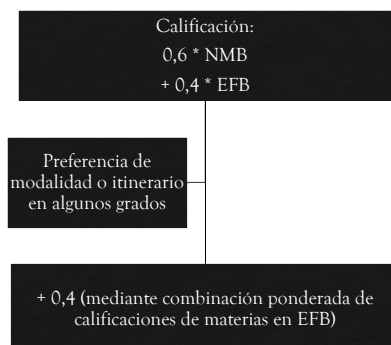 Calificación:
0,6 * NMB
+ 0,4 * EFB
Preferencia de
modalidad o itinerario
en algunos grados
+ 0,4 (mediante combinación ponderada de
calificaciones de materias en EFB)